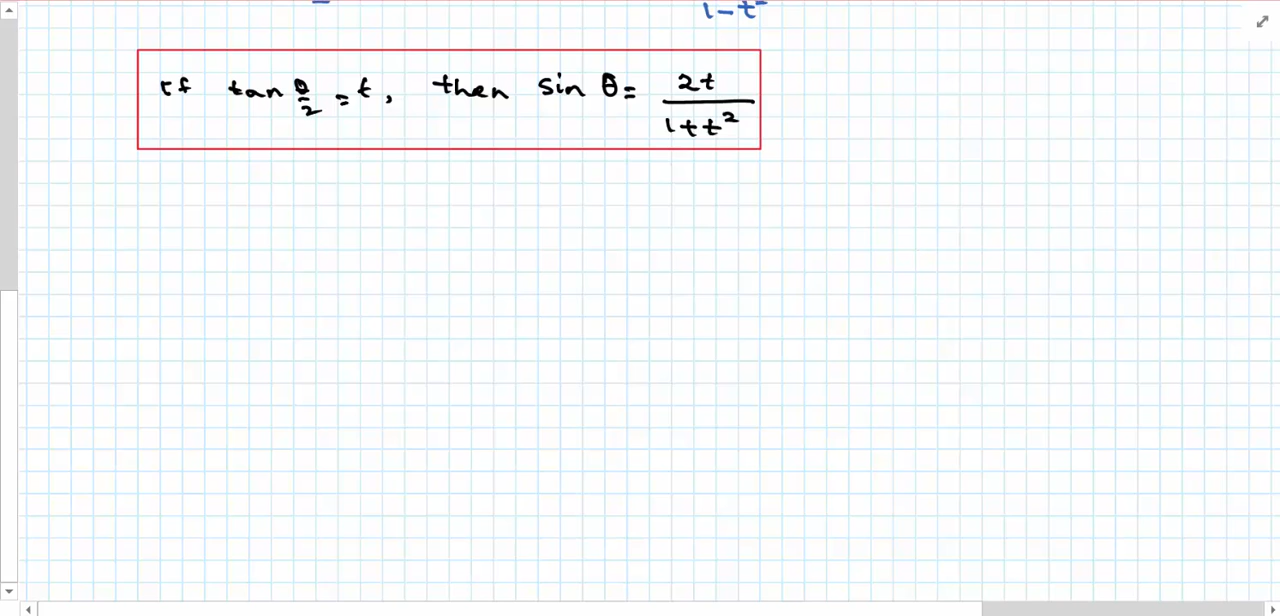 1-t²
If tan θ/2 = t, then sin θ = 2t/(1+t²)